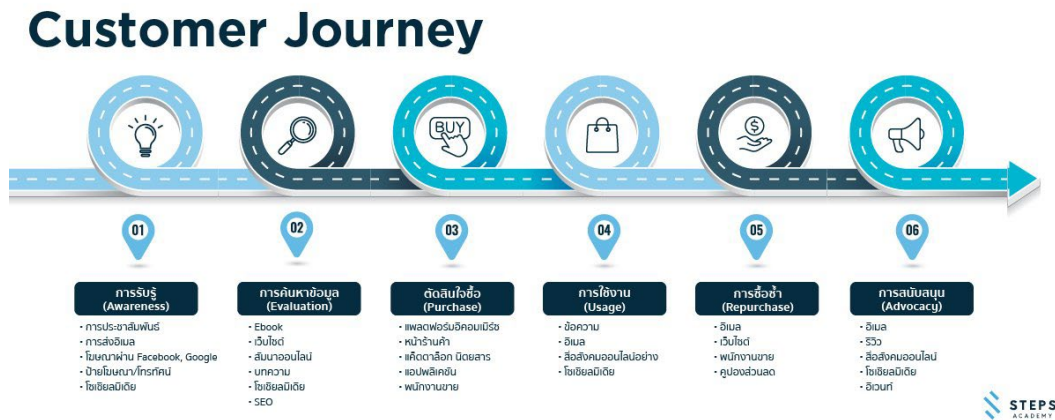 Customer Journey
BUY
$
01
02
03
04
05
06
การรับรู้
(Awareness)
• การประชาสัมพันธ์
• การส่งอีเมล
• โฆษณาผ่าน Facebook, Google
• ป้ายโฆษณา/โทรทัศน์
• โซเชียลมิเดีย
การค้นหาข้อมูล
(Evaluation)
• Ebook
• เว็บไซต์
• สัมนาออนไลน์
• บทความ
• โซเชียลมิเดีย
• SEO
ตัดสินใจซื้อ
(Purchase)
• แพลตฟอร์มอีคอมเมิร์ซ
• หน้าร้านค้า
• แค็ตตาล็อก นิตยสาร
• แอปพลิเคชัน
• พนักงานขาย
การใช้งาน
(Usage)
• ข้อความ
• อีเมล
• สื่อสังคมออนไลน์อย่าง
• โซเชียลมิเดีย
การซื้อซ้ำ
(Repurchase)
• อีเมล
• เว็บไซต์
• พนักงานขาย
• คูปองส่วนลด
การสนับสนุน
(Advocacy)
• อีเมล
• รีวิว
• สื่อสังคมออนไลน์
• โซเชียลมิเดีย
• อีเวนท์
STEPS
ACADEMY